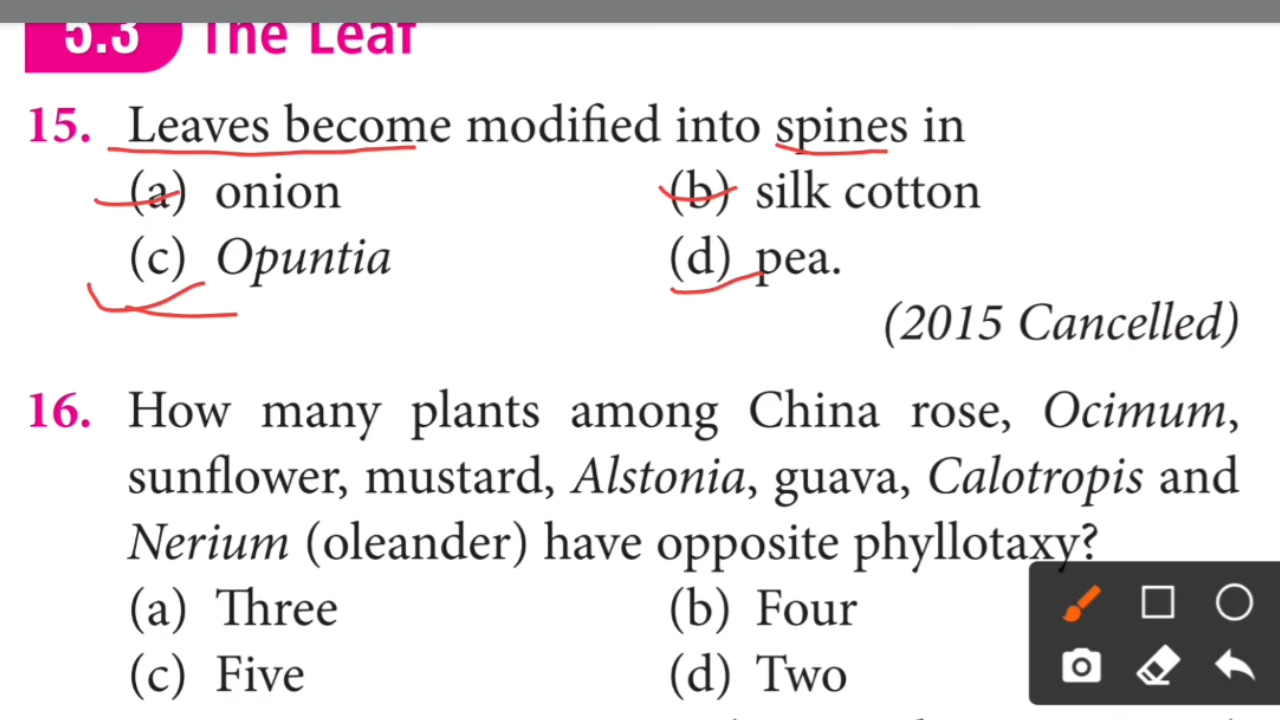 5.3 The Leaf
15. Leaves become modified into spines in
(a) onion (b) silk cotton
(c) Opuntia (d) pea.
(2015 Cancelled)
16. How many plants among China rose, Ocimum,
sunflower, mustard, Alstonia, guava, Calotropis and
Nerium (oleander) have opposite phyllotaxy?
(a) Three (b) Four
(c) Five (d) Two